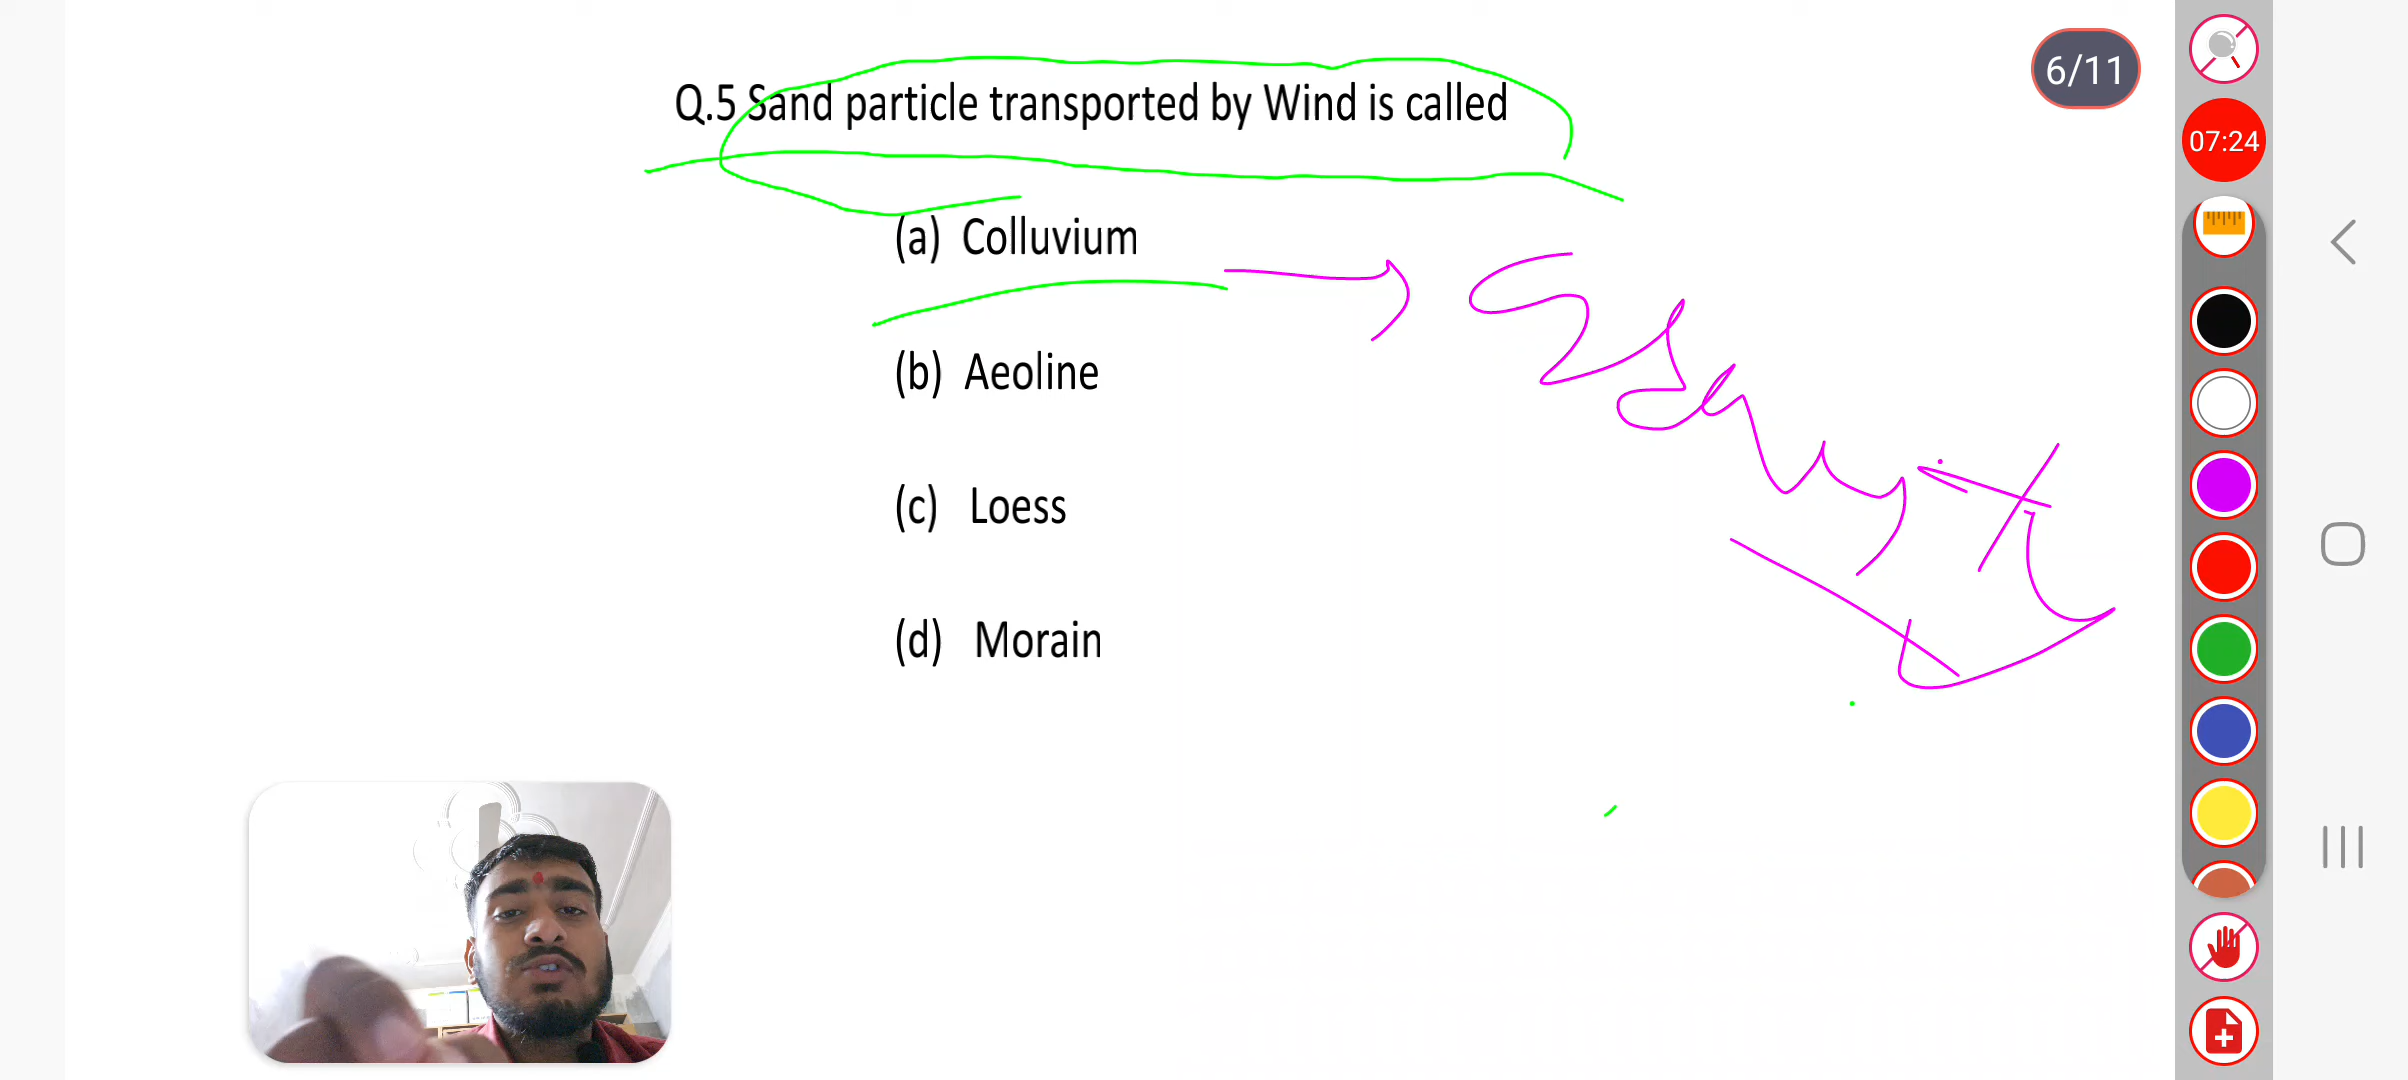 6/11
Q.5 Sand particle transported by Wind is called
07:24
(a) Colluvium
(b) Aeoline
(c) Loess
(d) Morain